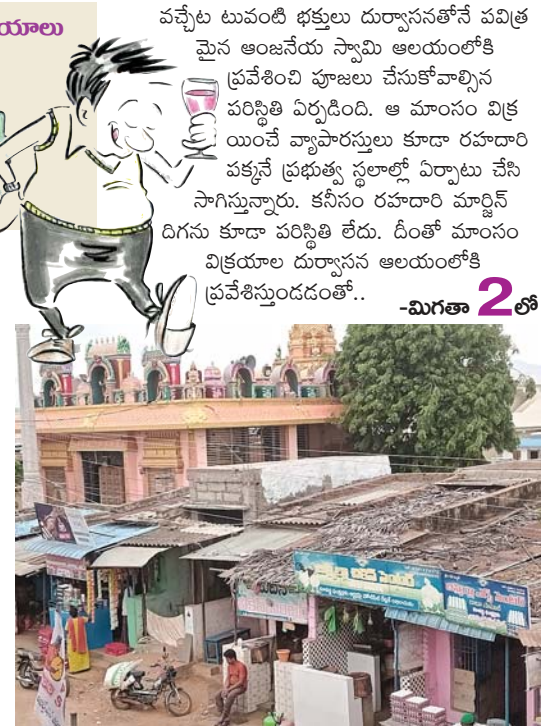 యాలు
వచ్చేట టువంటి భక్తులు దుర్వాసనతోనే పవిత్ర
మైన ఆంజనేయ స్వామి ఆలయంలోకి
ప్రవేశించి పూజలు చేసుకోవాల్సిన
పరిస్థితి ఏర్పడింది. ఆ మాంసం విక్ర
యించే వ్యాపారస్తులు కూడా రహదారి
పక్కనే ప్రభుత్వ స్థలాల్లో ఏర్పాటు చేసి
సాగిస్తున్నారు. కనీసం రహదారి మార్జిన్
దిగను కూడా పరిస్థితి లేదు. దీంతో మాంసం
విక్రయాల దుర్వాసన ఆలయంలోకి
ప్రవేశిస్తుండడంతో..
-మిగతా 2లో